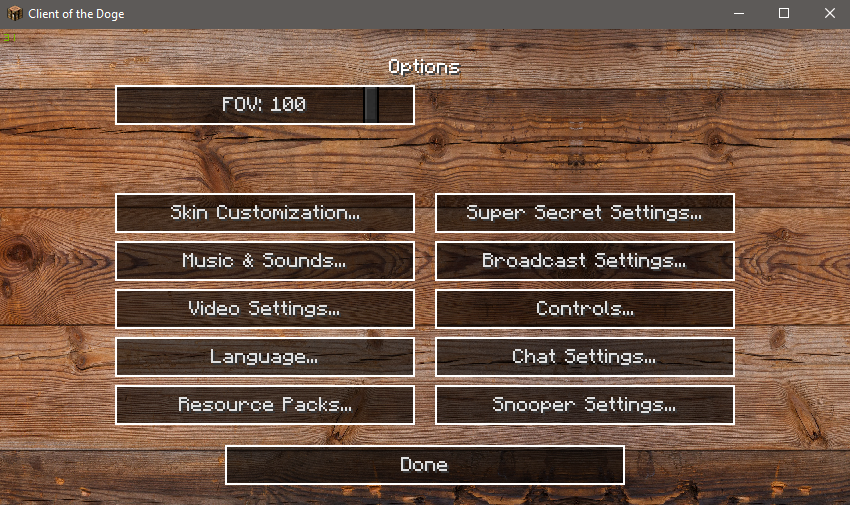 Client of the Doge
Options
FOV: 100
Skin Customization...
Super Secret Settings...
Music & Sounds...
Broadcast Settings...
Video Settings...
Controls...
Language...
Chat Settings...
Resource Packs...
Snooper Settings...
Done